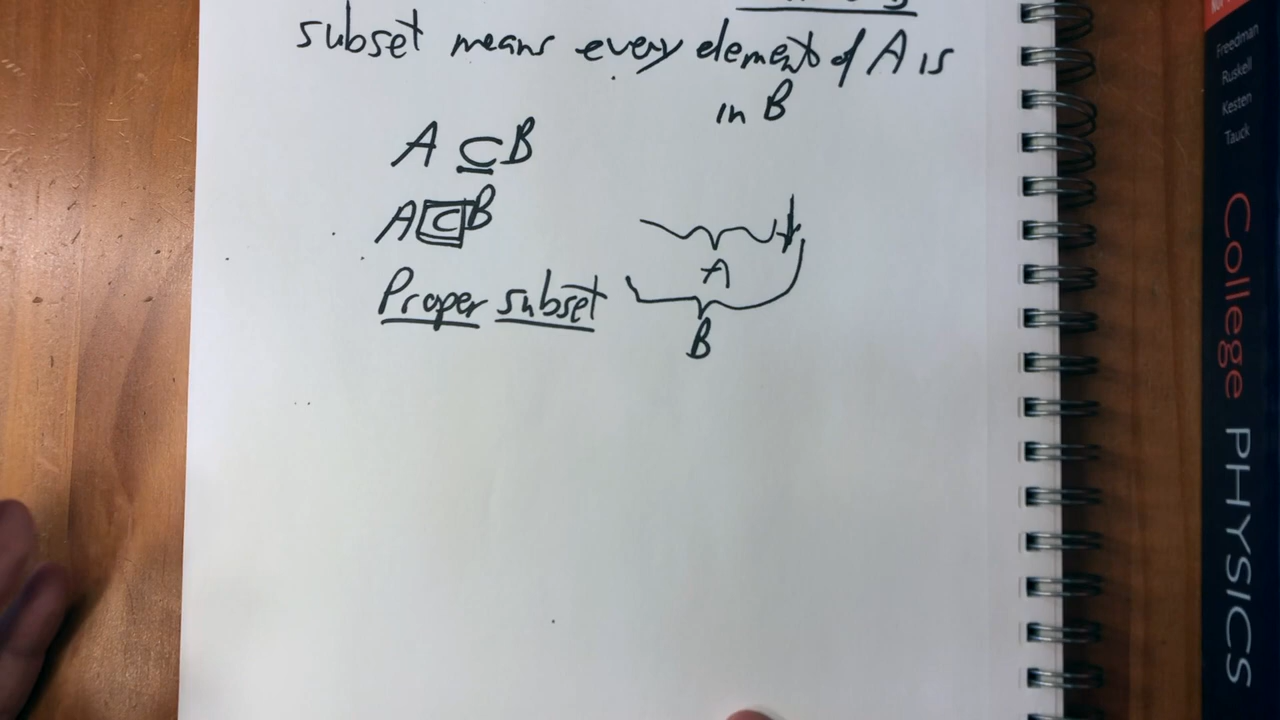 subset means every element of A is
in B
A ⊆ B
A ⊂ B
Proper subset
A
B
Freedman
Ruskell
Kesten
Tauck
College PHYSICS